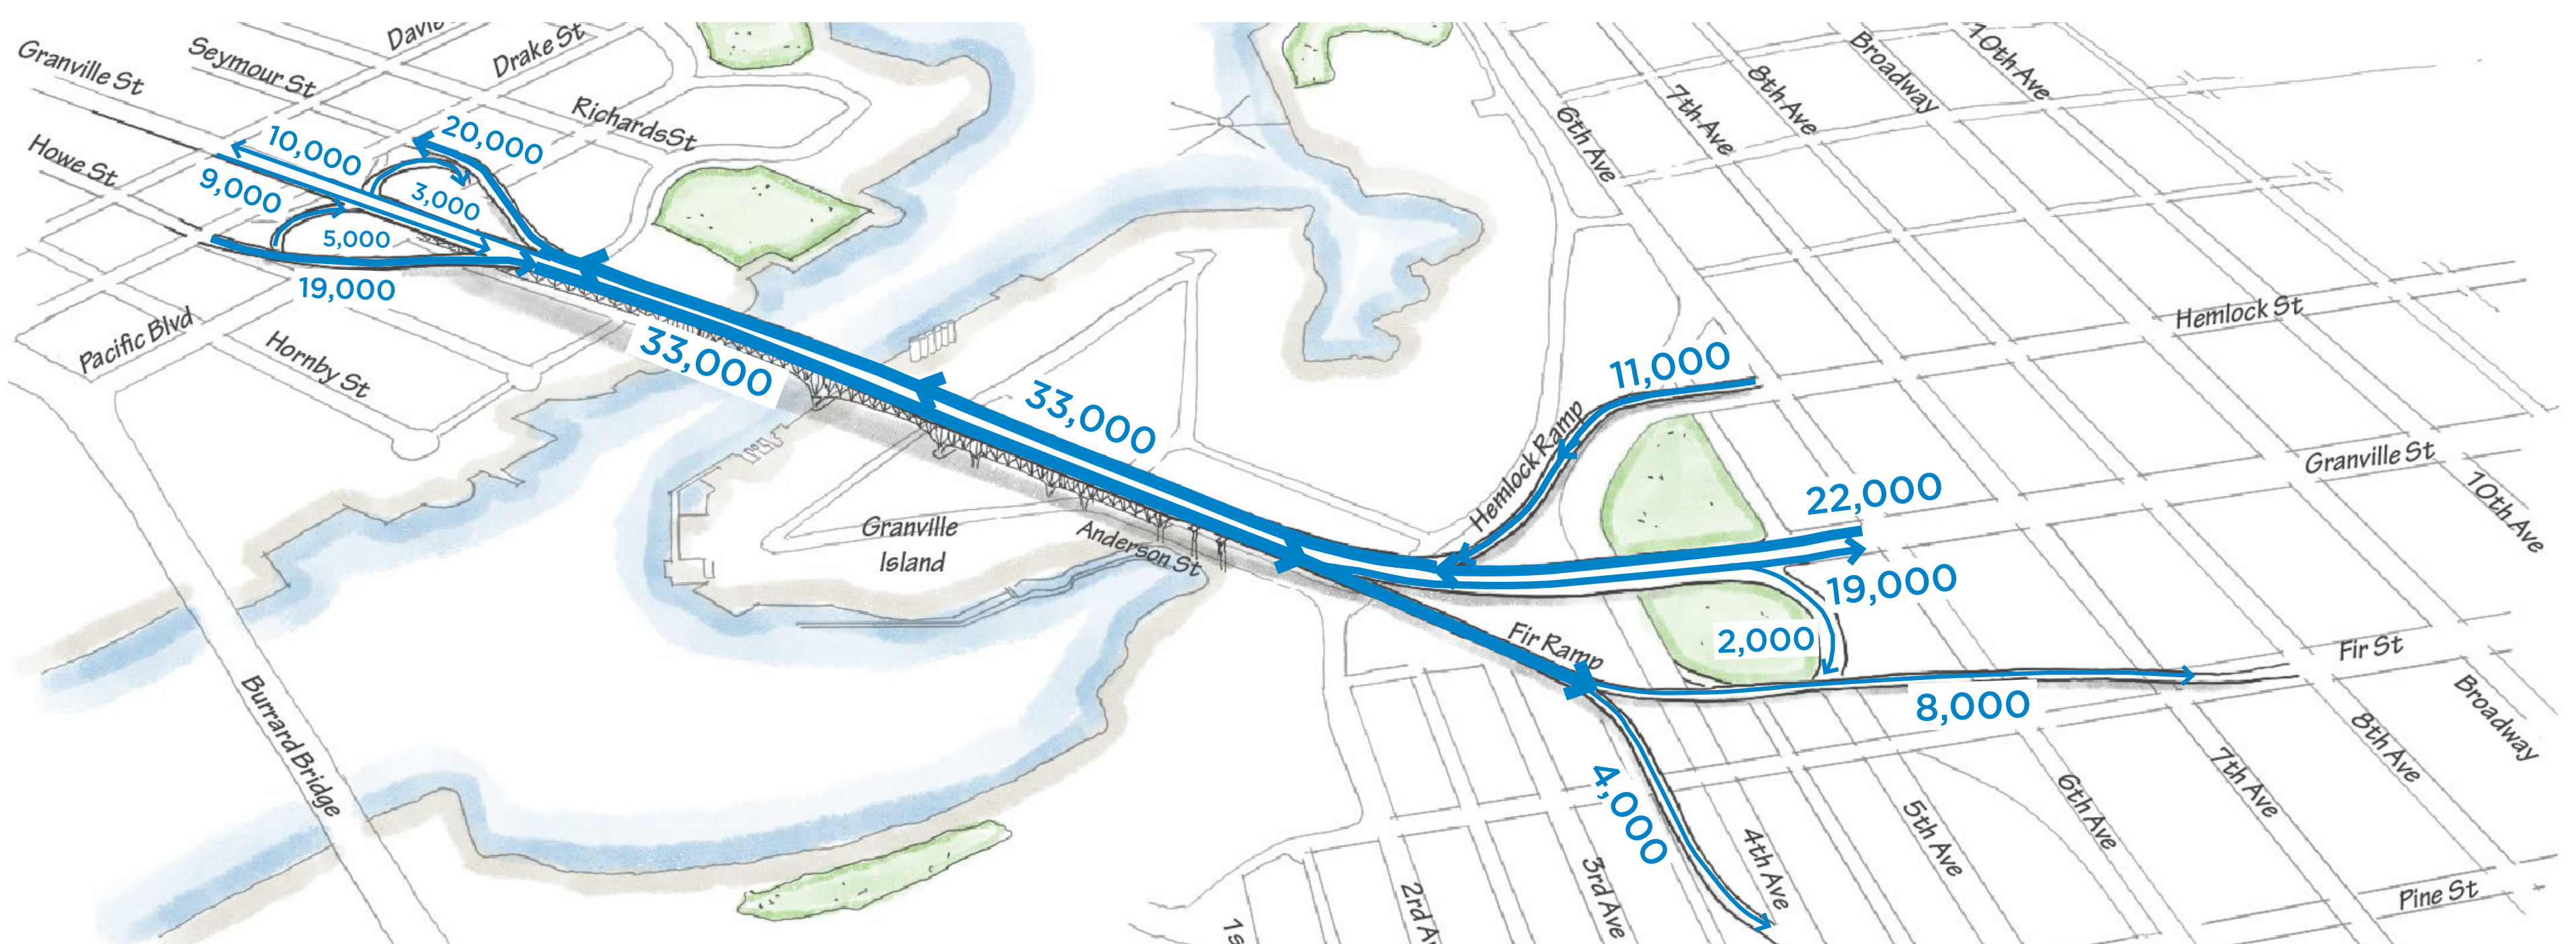 Granville St
Seymour St
Drake St
Richards St
Howe St
10,000
20,000
9,000
3,000
5,000
19,000
Pacific Blvd
Hornby St
33,000
33,000
Granville
Island
Anderson St
Burrard Bridge
6th Ave
7th Ave
8th Ave
Broadway
10th Ave
Hemlock St
11,000
Hemlock Ramp
22,000
Granville St
10th Ave
19,000
2,000
Fir Ramp
Fir St
8,000
Broadway
8th Ave
7th Ave
6th Ave
5th Ave
4,000
4th Ave
3rd Ave
Pine St